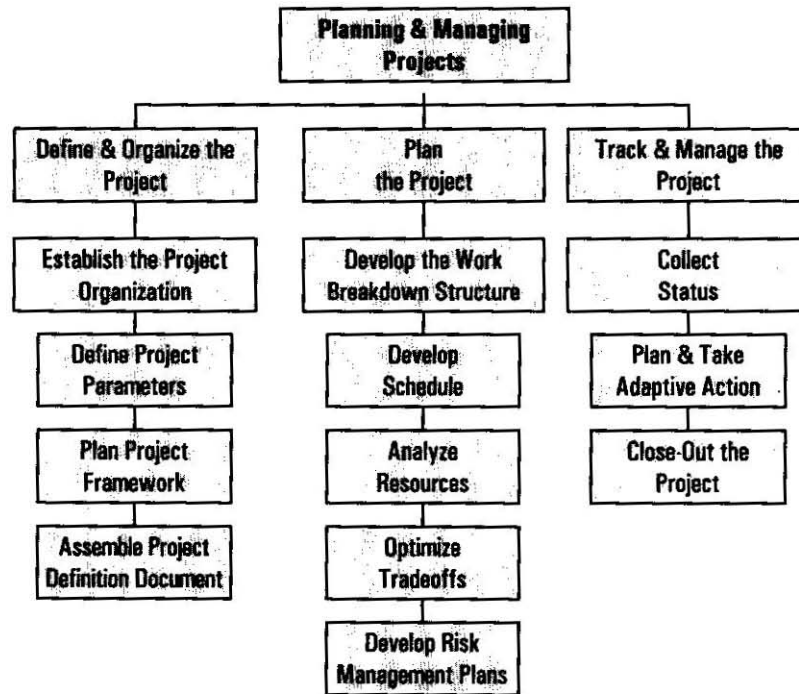 Planning & Managing
Projects
Define & Organize the
Project
Establish the Project
Organization
Define Project
Parameters
Plan Project
Framework
Assemble Project
Definition Document
Plan
the Project
Develop the Work
Breakdown Structure
Develop
Schedule
Analyze
Resources
Optimize
Tradeoffs
Develop Risk
Management Plans
Track & Manage the
Project
Collect
Status
Plan & Take
Adaptive Action
Close-Out the
Project